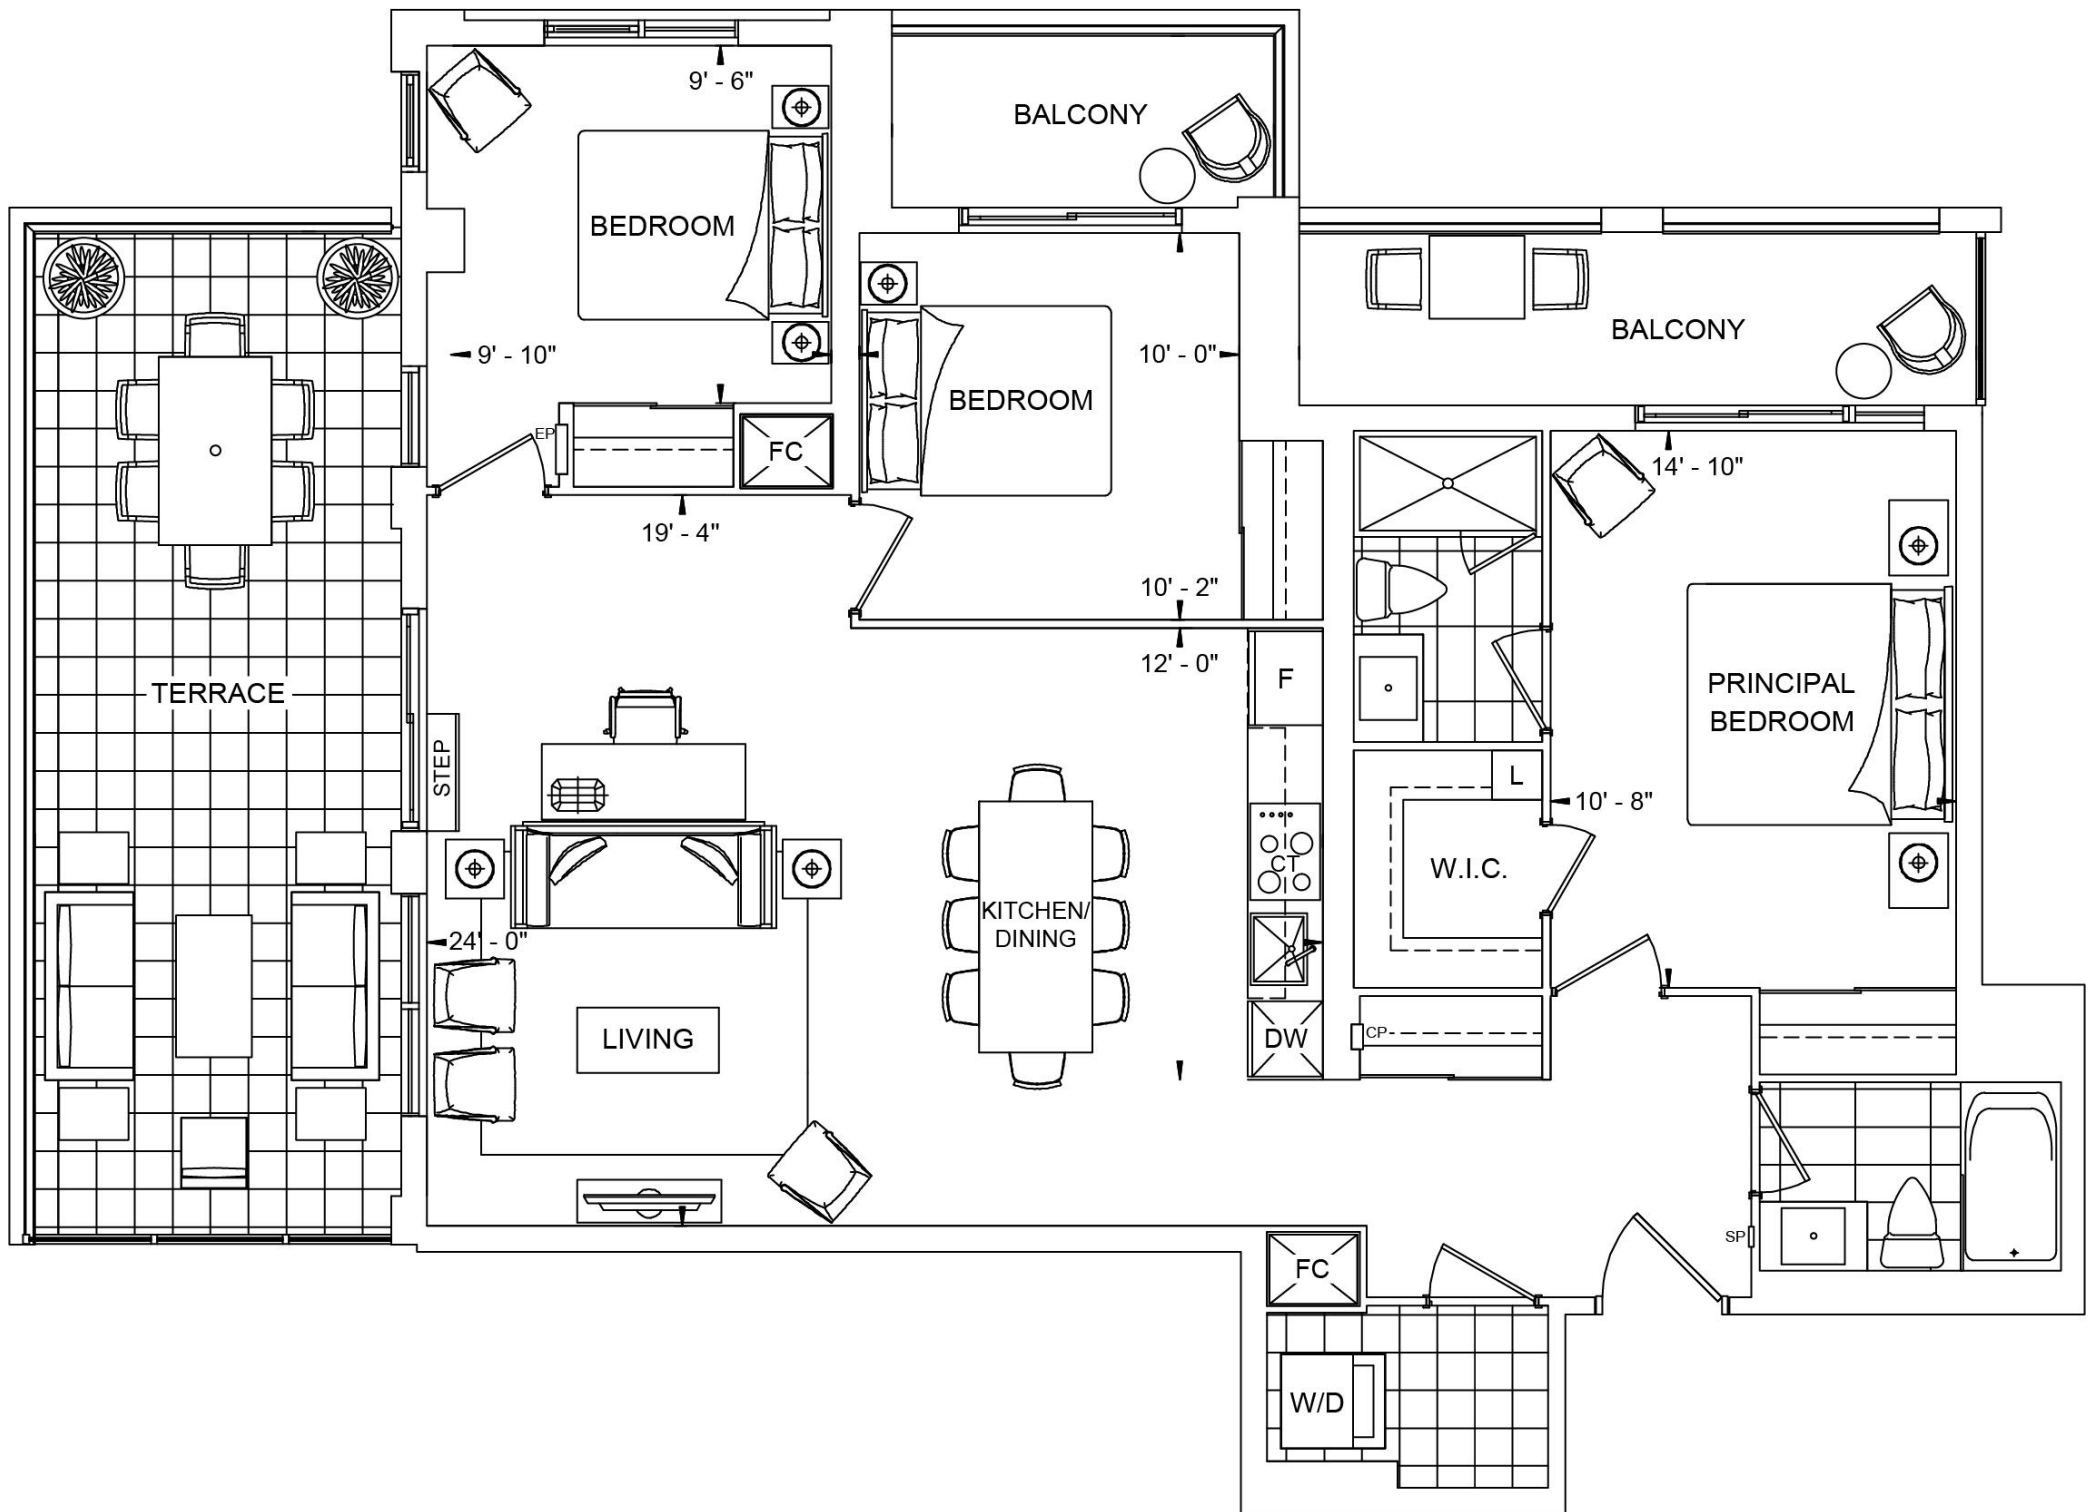 9' - 6"
BALCONY
BEDROOM
BALCONY
9' - 10"
10' - 0"
BEDROOM
EP
FC
14' - 10"
19' - 4"
10' - 2"
12' - 0"
F
TERRACE
PRINCIPAL
BEDROOM
STEP
L
10' - 8"
CT
W.I.C.
KITCHEN/
DINING
24' - 0"
LIVING
DW
CP
SP
FC
W/D